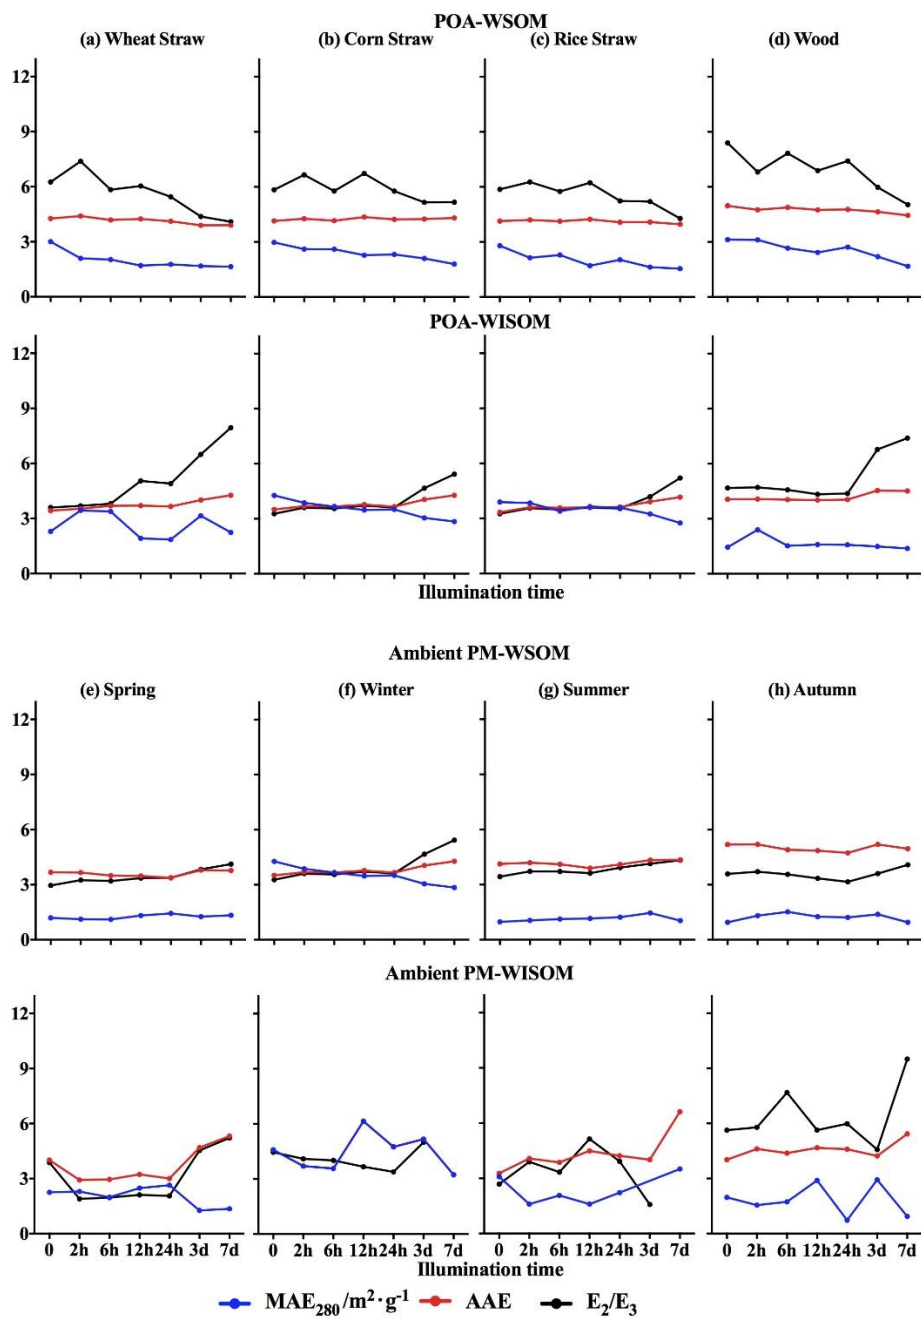 POA-WSOM
(a) Wheat Straw (b) Corn Straw (c) Rice Straw (d) Wood
12
9
6
3
0
POA-WISOM
12
9
6
3
0
Illumination time
Ambient PM-WSOM
(e) Spring (f) Winter (g) Summer (h) Autumn
12
9
6
3
0
Ambient PM-WISOM
12
9
6
3
0
0 2h 6h 12h 24h 3d 7d 0 2h 6h 12h 24h 3d 7d 0 2h 6h 12h 24h 3d 7d 0 2h 6h 12h 24h 3d 7d
Illumination time
MAE₂₈₀/m²·g⁻¹ AAE E₂/E₃